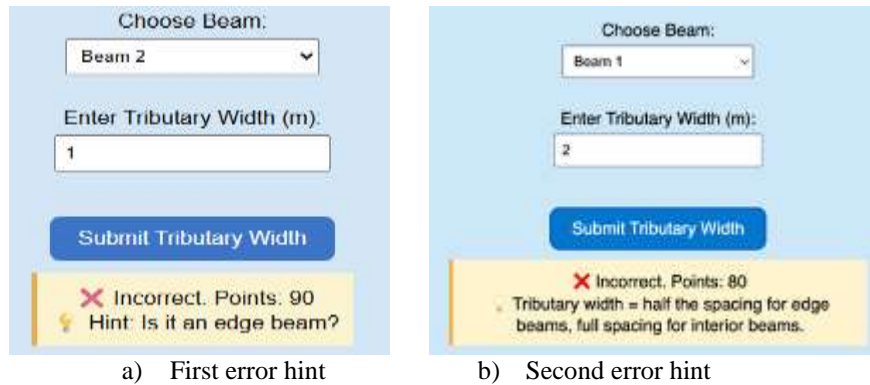 Choose Beam:
Beam 2
Enter Tributary Width (m):
1
Submit Tributary Width
❌ Incorrect. Points: 90
💡 Hint: Is it an edge beam?
a) First error hint
Choose Beam:
Beam 1
Enter Tributary Width (m):
2
Submit Tributary Width
❌ Incorrect. Points: 80
Tributary width = half the spacing for edge
beams, full spacing for interior beams.
b) Second error hint